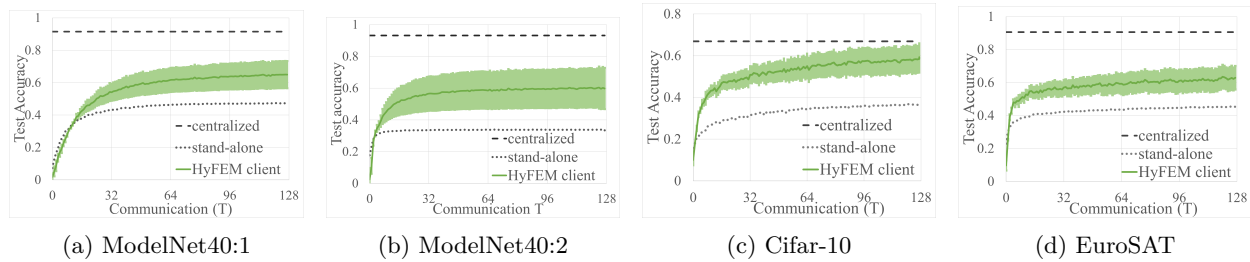 1
0.8
0.6
0.4
0.2
0
Test Accuracy
centralized
stand-alone
HyFEM client
0 32 64 96 128
Communication (T)
(a) ModelNet40:1
1
0.8
0.6
0.4
0.2
0
Test accuracy
centralized
stand-alone
HyFEM client
0 32 64 96 128
Communication T
(b) ModelNet40:2
0.8
0.6
0.4
0.2
0
Test Accuracy
centralized
stand-alone
HyFEM client
0 32 64 96 128
Communication (T)
(c) Cifar-10
1
0.8
0.6
0.4
0.2
0
Test Accuracy
centralized
stand-alone
HyFEM client
0 32 64 96 128
Communication (T)
(d) EuroSAT